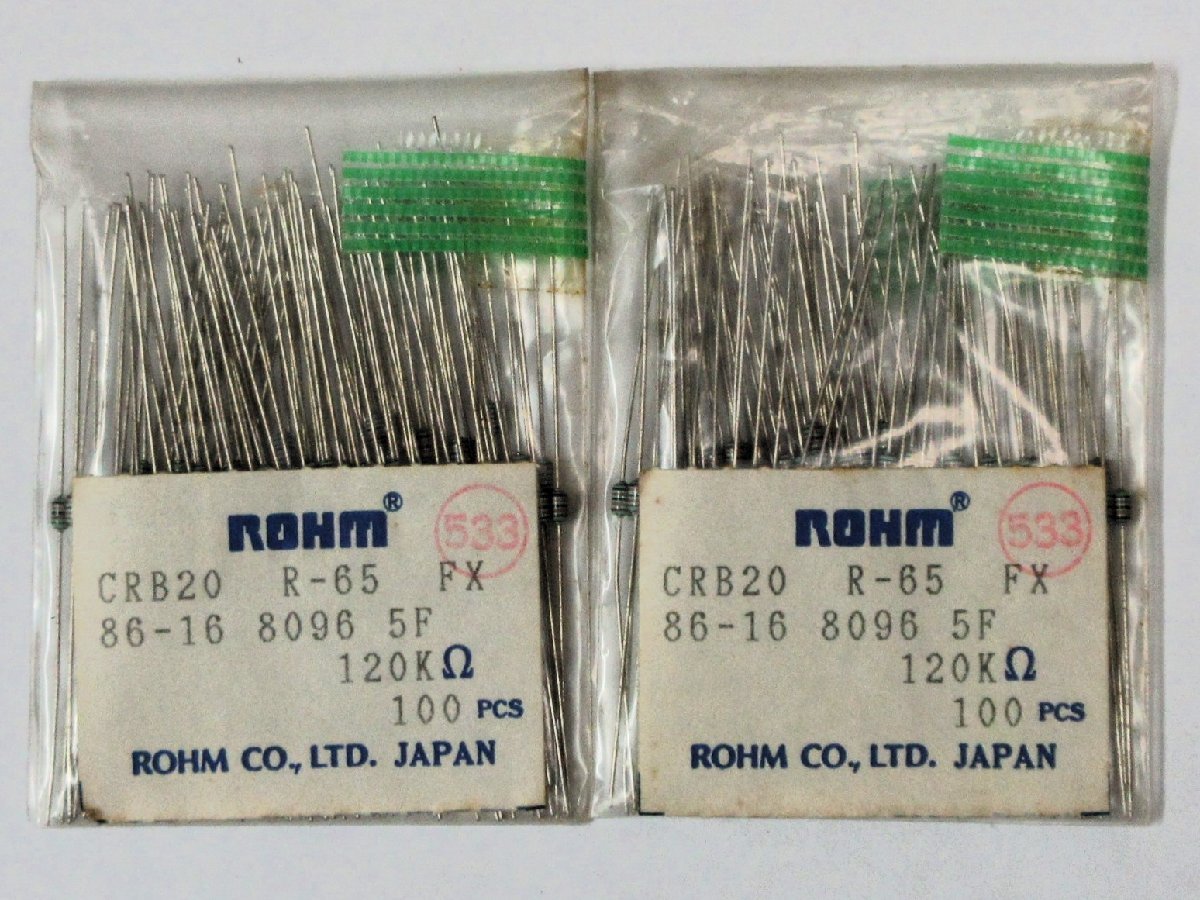 ROHM® 533
CRB20 R-65 FX
86-16 8096 5F
120KΩ
100 PCS
ROHM CO., LTD. JAPAN
ROHM® 533
CRB20 R-65 FX
86-16 8096 5F
120KΩ
100 PCS
ROHM CO., LTD. JAPAN